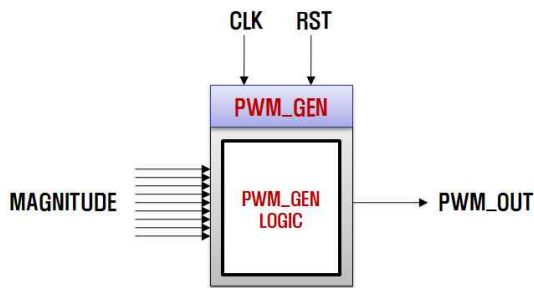 CLK RST
PWM_GEN
MAGNITUDE
PWM_GEN
LOGIC
PWM_OUT